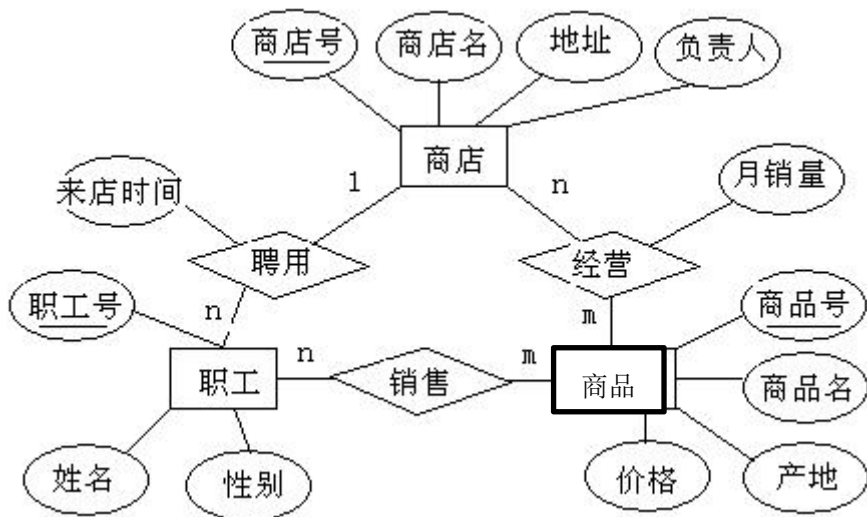 商店号 商店名 地址 负责人
商店
来店时间 1 n 月销量
聘用 经营
职工号 n m 商品号
职工 n 销售 m 商品 商品名
姓名 性别 价格 产地